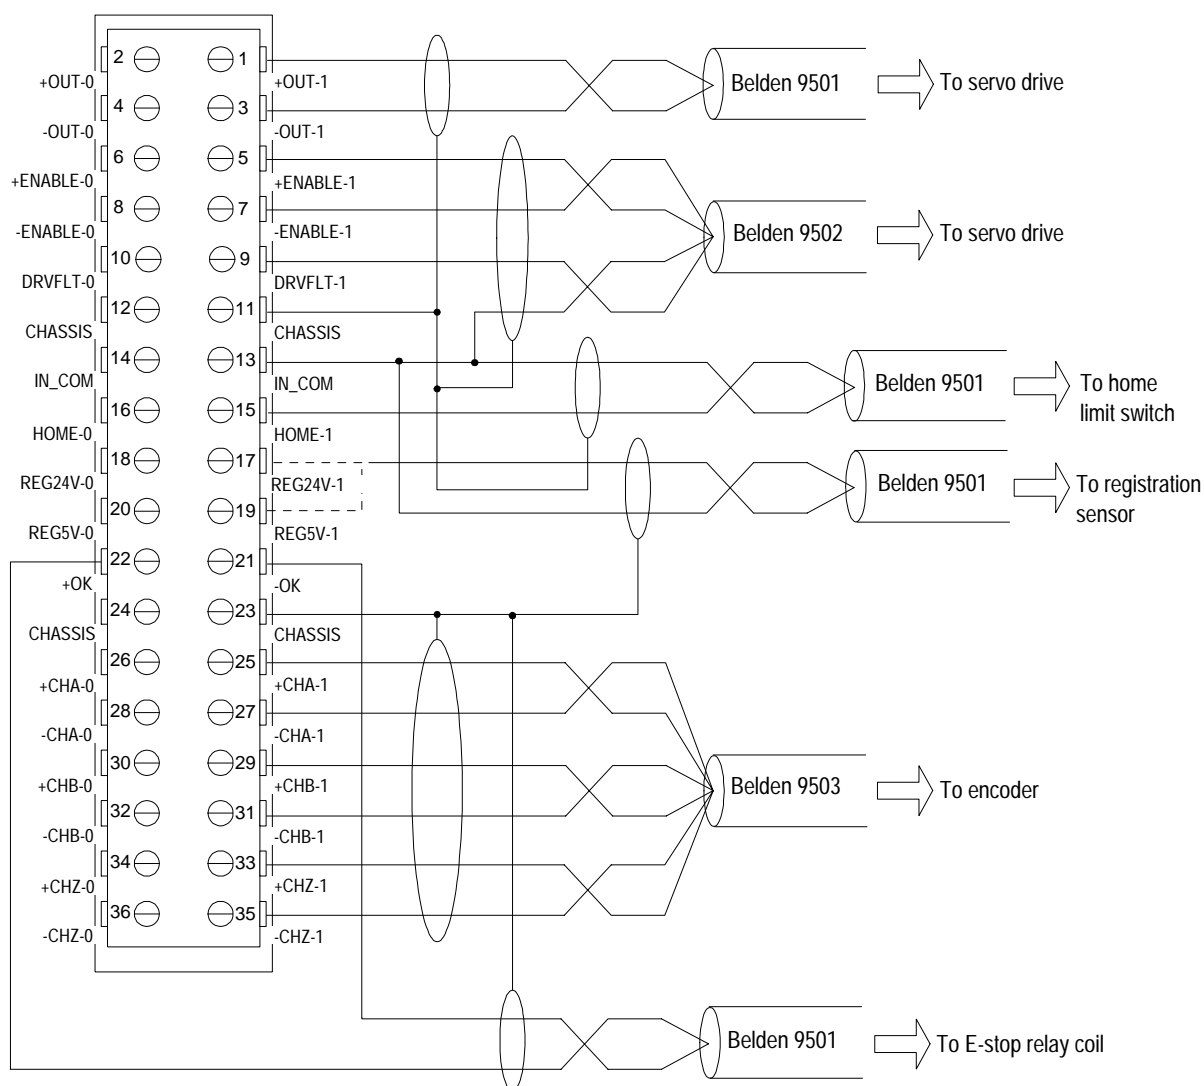 2 1 Belden 9501 To servo drive
+OUT-0 +OUT-1
4 3
-OUT-0 -OUT-1
6 5
+ENABLE-0 +ENABLE-1
8 7 Belden 9502 To servo drive
-ENABLE-0 -ENABLE-1
10 9
DRVFLT-0 DRVFLT-1
12 11
CHASSIS CHASSIS
14 13
IN_COM IN_COM Belden 9501 To home
limit switch
16 15
HOME-0 HOME-1
18 17
REG24V-0 REG24V-1 Belden 9501 To registration
sensor
20 19
REG5V-0 REG5V-1
22 21
+OK -OK
24 23
CHASSIS CHASSIS
26 25
+CHA-0 +CHA-1
28 27
-CHA-0 -CHA-1
30 29
+CHB-0 +CHB-1 Belden 9503 To encoder
32 31
-CHB-0 -CHB-1
34 33
+CHZ-0 +CHZ-1
36 35
-CHZ-0 -CHZ-1
Belden 9501 To E-stop relay coil